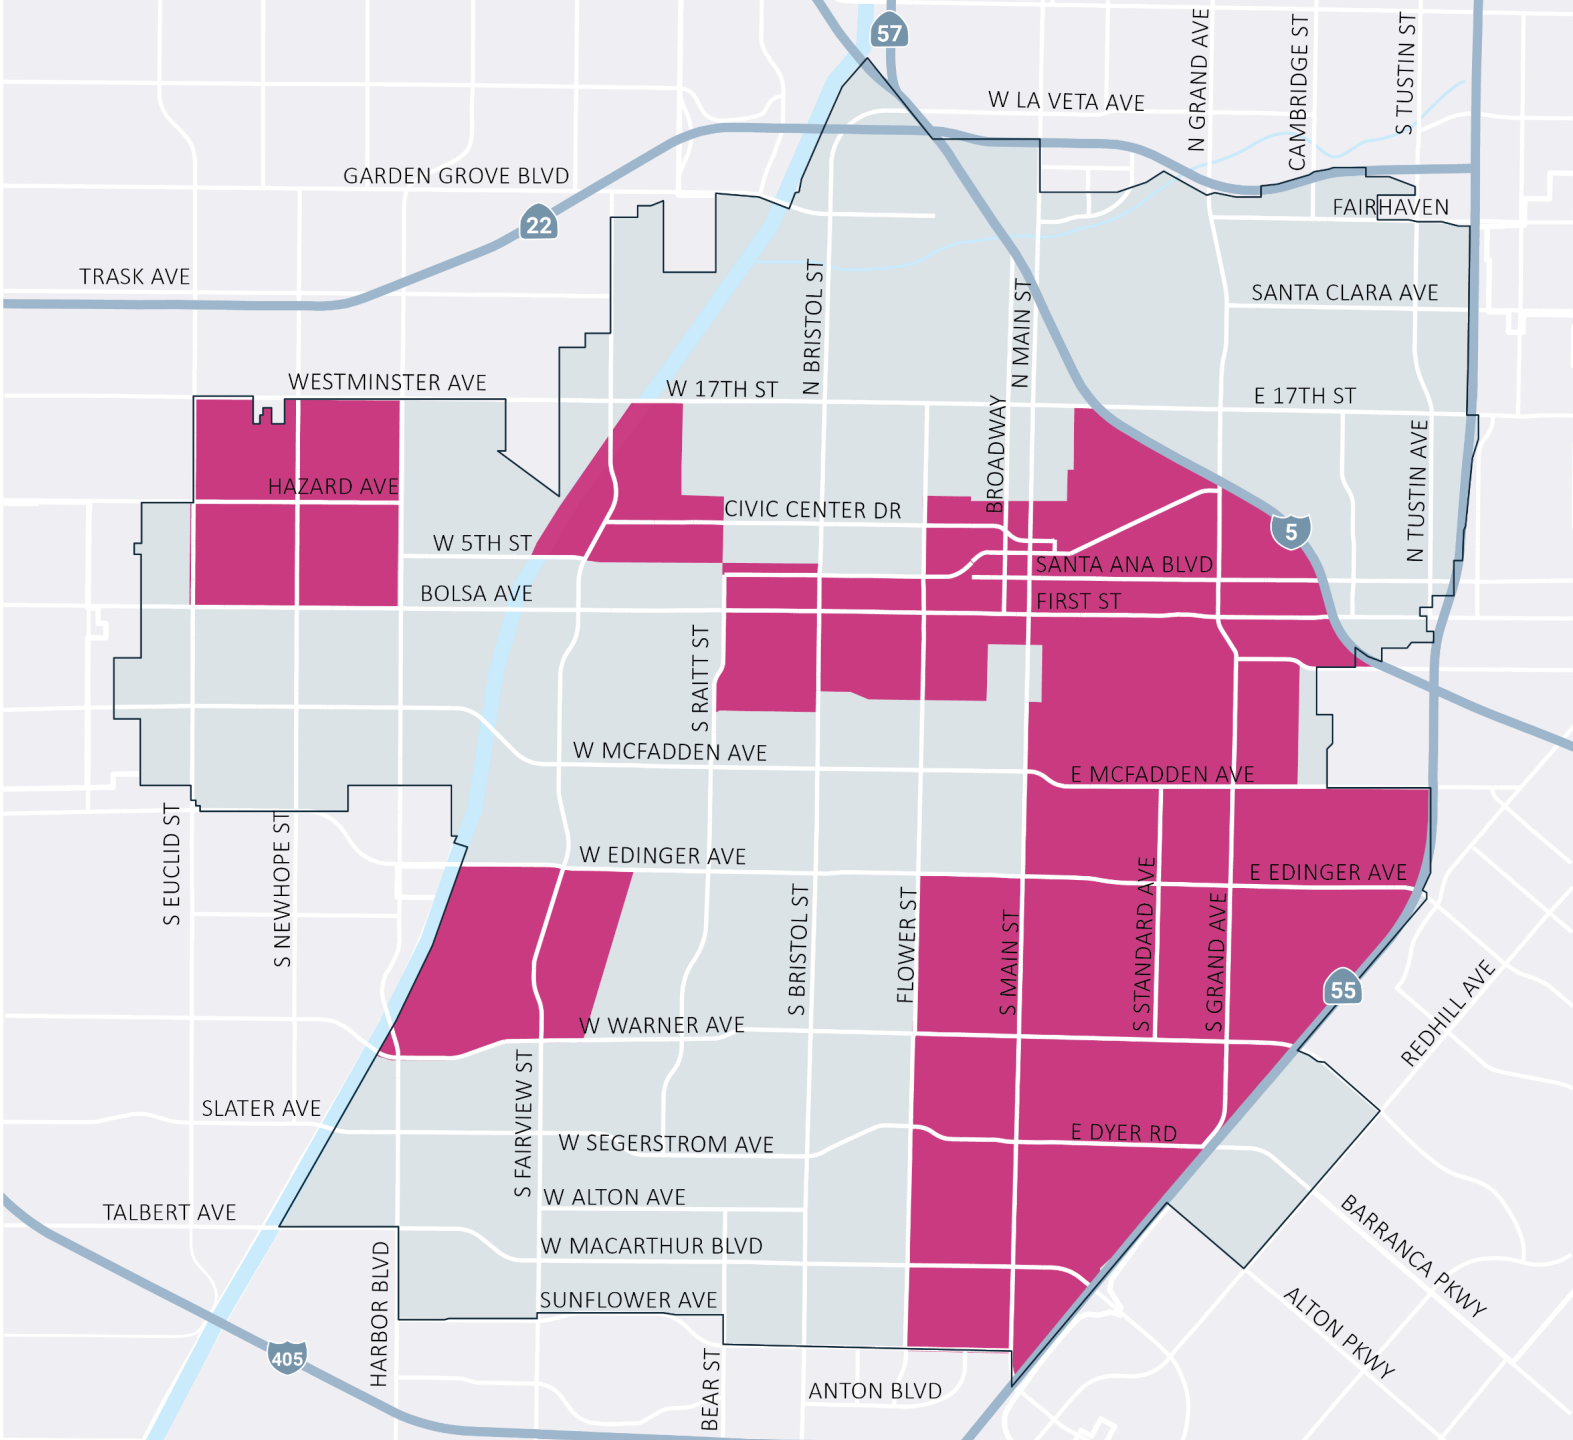 57
N GRAND AVE
CAMBRIDGE ST
S TUSTIN ST
W LA VETA AVE
GARDEN GROVE BLVD
22
FAIRHAVEN
TRASK AVE
SANTA CLARA AVE
N BRISTOL ST
N MAIN ST
WESTMINSTER AVE
W 17TH ST
E 17TH ST
BROADWAY
N TUSTIN AVE
HAZARD AVE
CIVIC CENTER DR
5
W 5TH ST
SANTA ANA BLVD
BOLSA AVE
FIRST ST
S RAITT ST
W MCFADDEN AVE
E MCFADDEN AVE
S EUCLID ST
S NEWHOPE ST
W EDINGER AVE
E EDINGER AVE
S BRISTOL ST
FLOWER ST
S MAIN ST
S STANDARD AVE
S GRAND AVE
55
REDHILL AVE
W WARNER AVE
S FAIRVIEW ST
SLATER AVE
W SEGERSTROM AVE
E DYER RD
W ALTON AVE
TALBERT AVE
W MACARTHUR BLVD
BARRANCA PKWY
HARBOR BLVD
SUNFLOWER AVE
ALTON PKWY
405
BEAR ST
ANTON BLVD